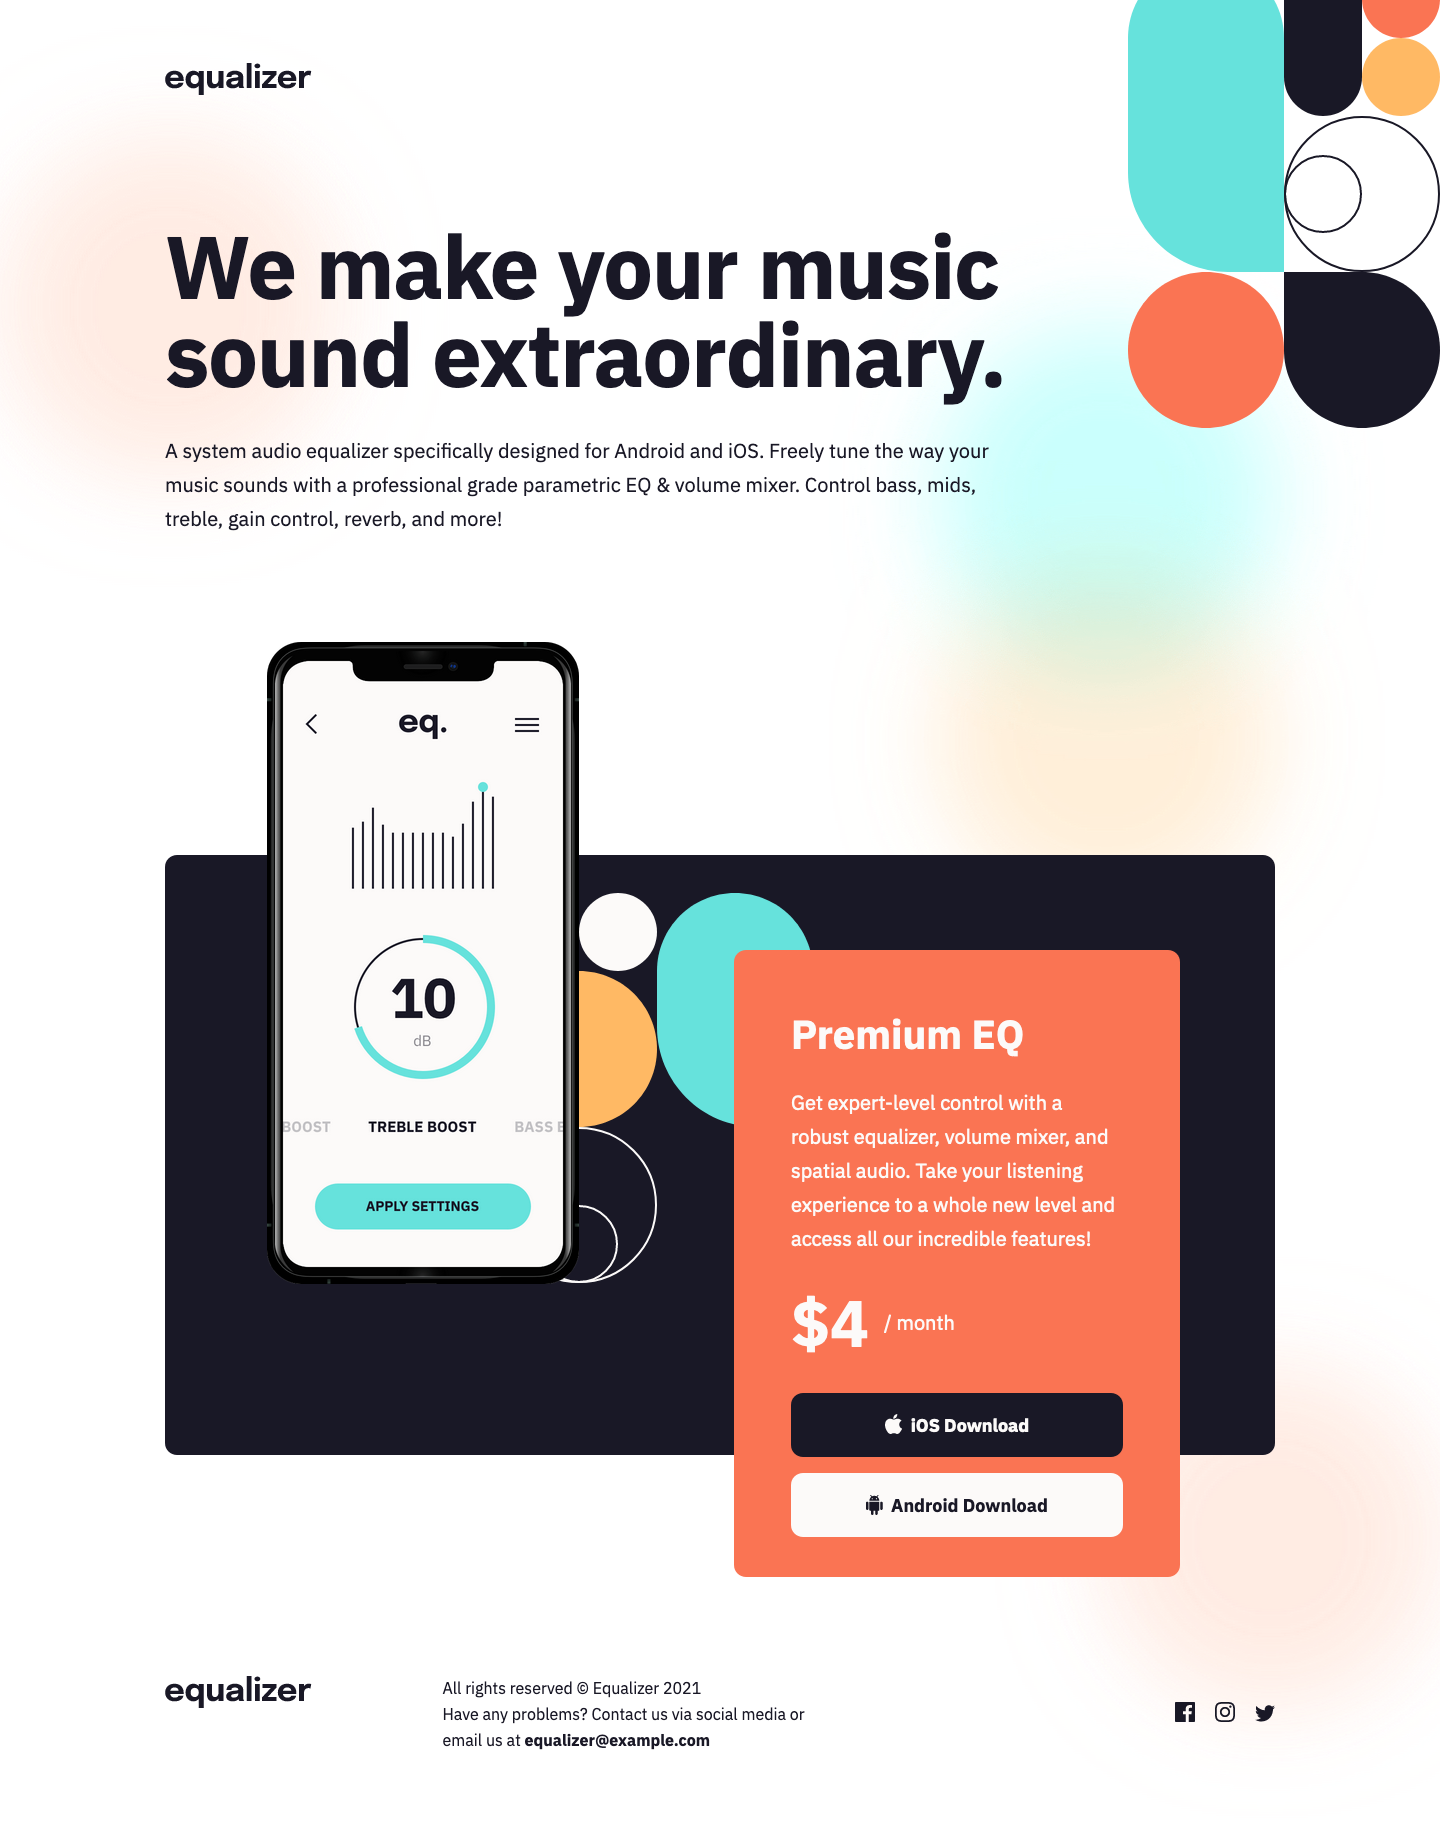 equalizer
We make your music
sound extraordinary.
A system audio equalizer specifically designed for Android and iOS. Freely tune the way your
music sounds with a professional grade parametric EQ & volume mixer. Control bass, mids,
treble, gain control, reverb, and more!
eq.
10
dB
BOOST TREBLE BOOST BASS B
APPLY SETTINGS
Premium EQ
Get expert-level control with a
robust equalizer, volume mixer, and
spatial audio. Take your listening
experience to a whole new level and
access all our incredible features!
$4 / month
iOS Download
Android Download
equalizer
All rights reserved © Equalizer 2021
Have any problems? Contact us via social media or
email us at equalizer@example.com